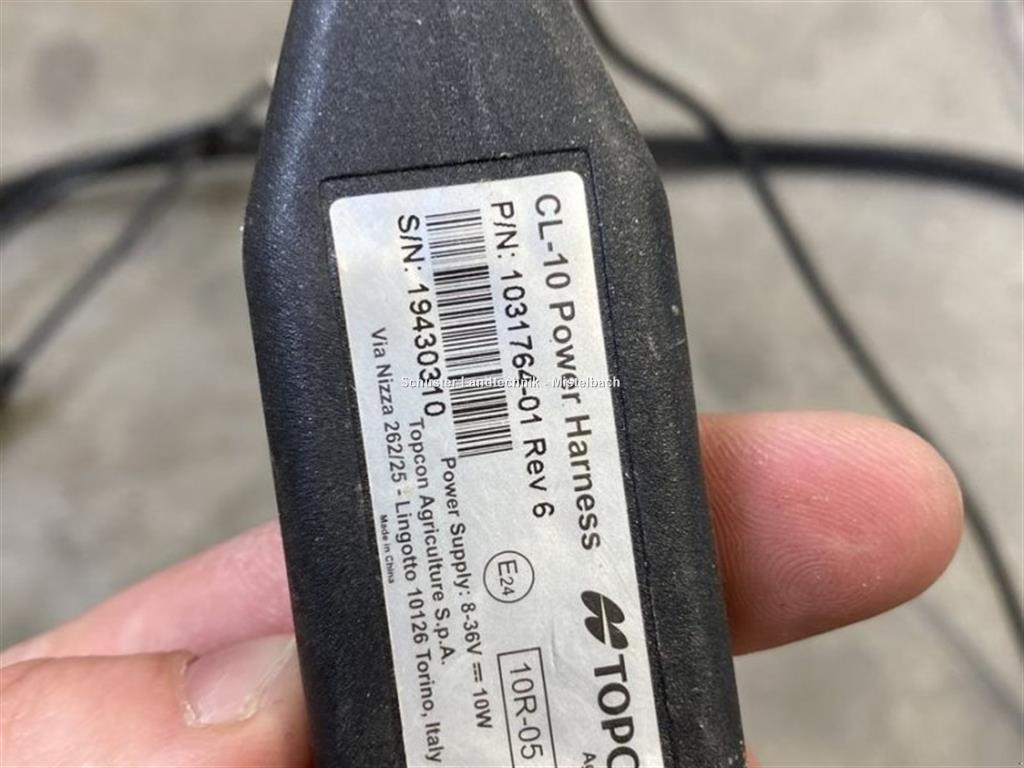 CL-10 Power Harness
P/N: 1031764-01 Rev 6
S/N: 19430310
Power Supply: 8-36V ⎓ 10W
Topcon Agriculture S.p.A.
Via Nizza 262/25 - Lingotto 10126 Torino, Italy
Made in China
E24
10R-05
TOPC
Schuster Landtechnik - Mistelbach